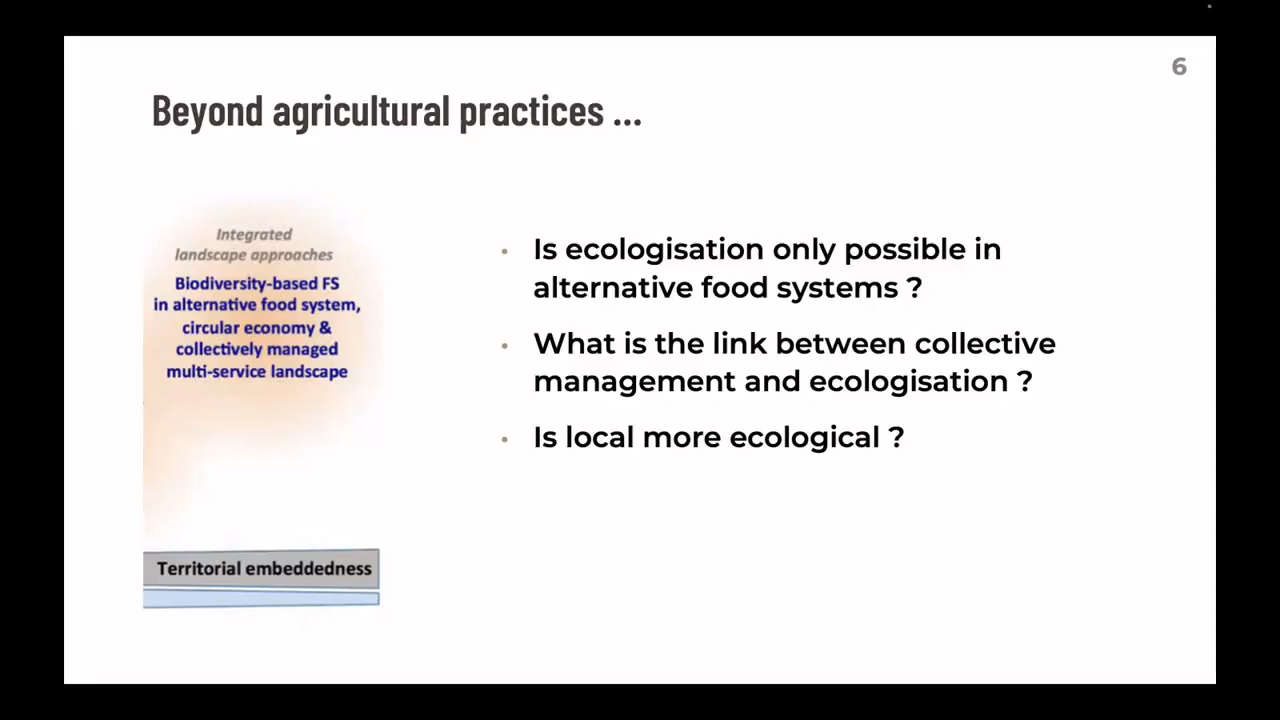 6
Beyond agricultural practices ...
Integrated
landscape approaches
Biodiversity-based FS
in alternative food system,
circular economy &
collectively managed
multi-service landscape
Territorial embeddedness
• Is ecologisation only possible in
alternative food systems ?
• What is the link between collective
management and ecologisation ?
• Is local more ecological ?